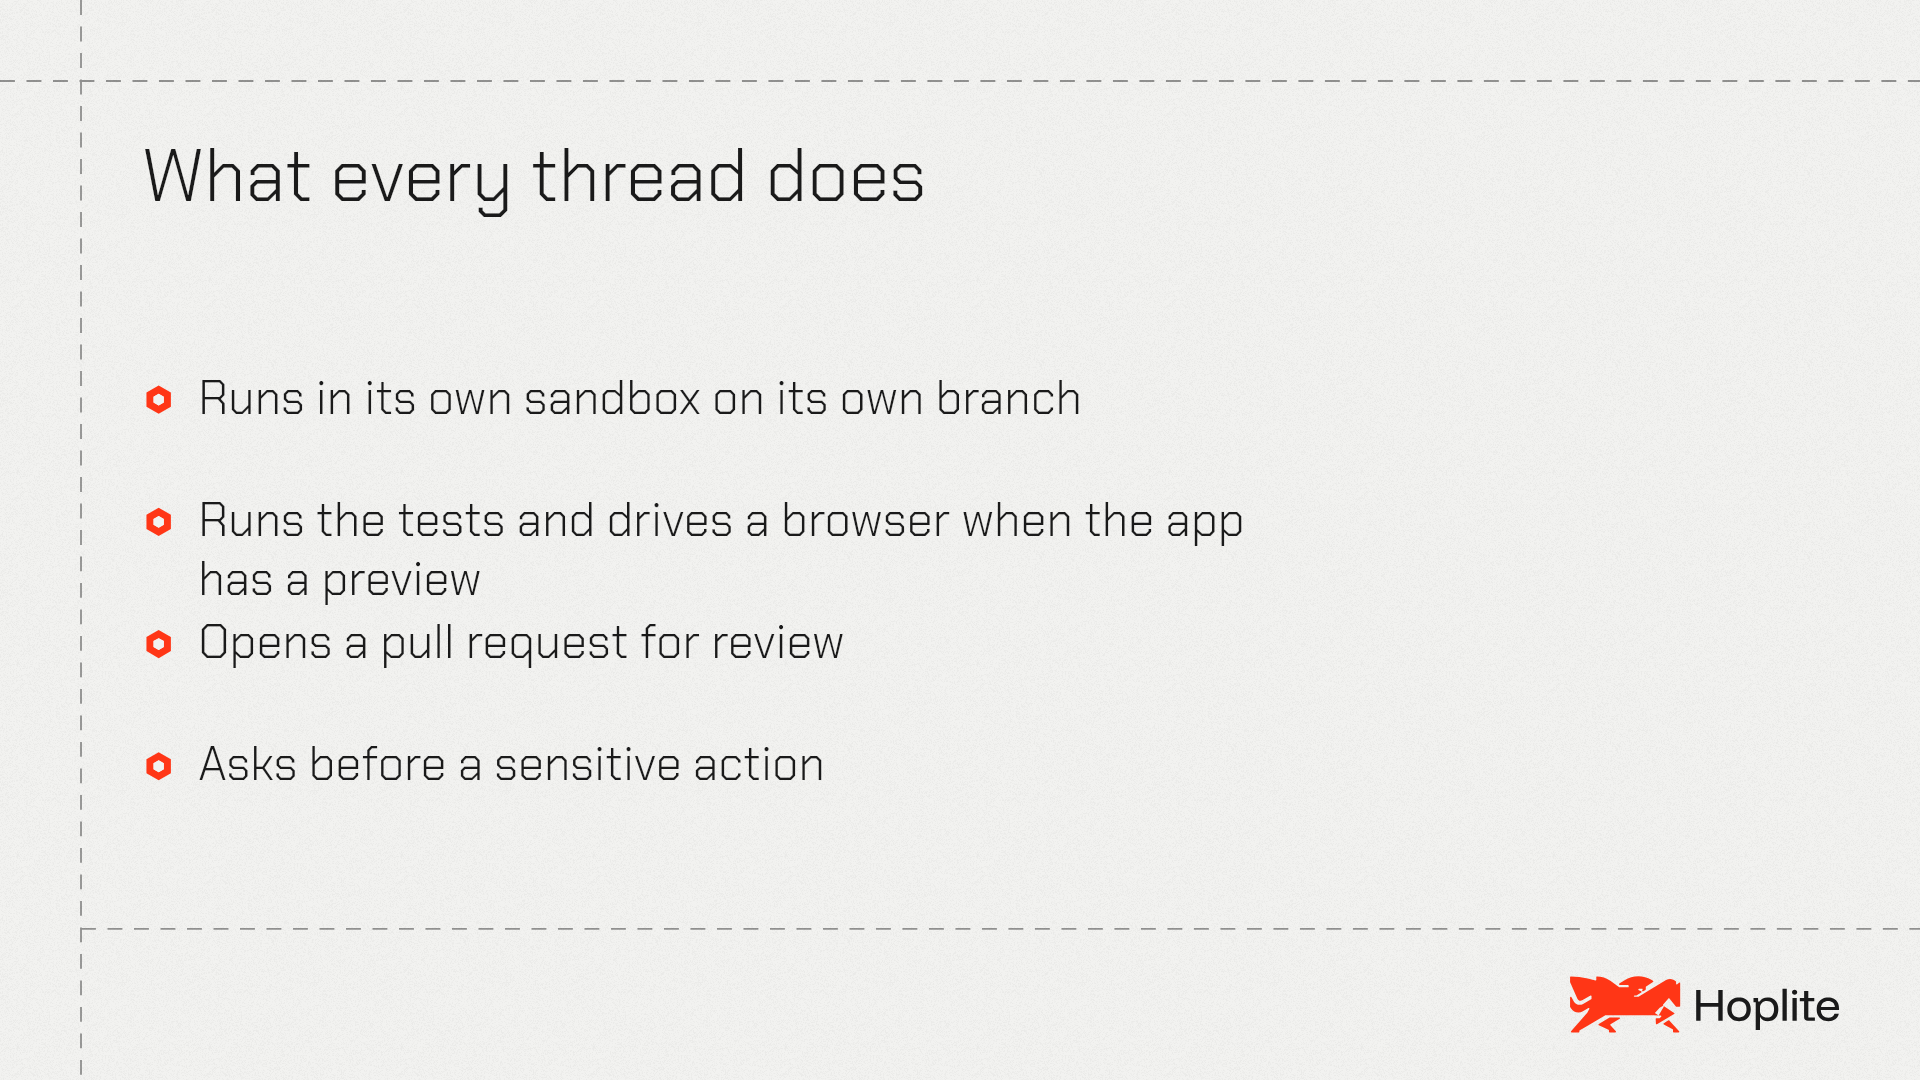 What every thread does
Runs in its own sandbox on its own branch
Runs the tests and drives a browser when the app
has a preview
Opens a pull request for review
Asks before a sensitive action
Hoplite